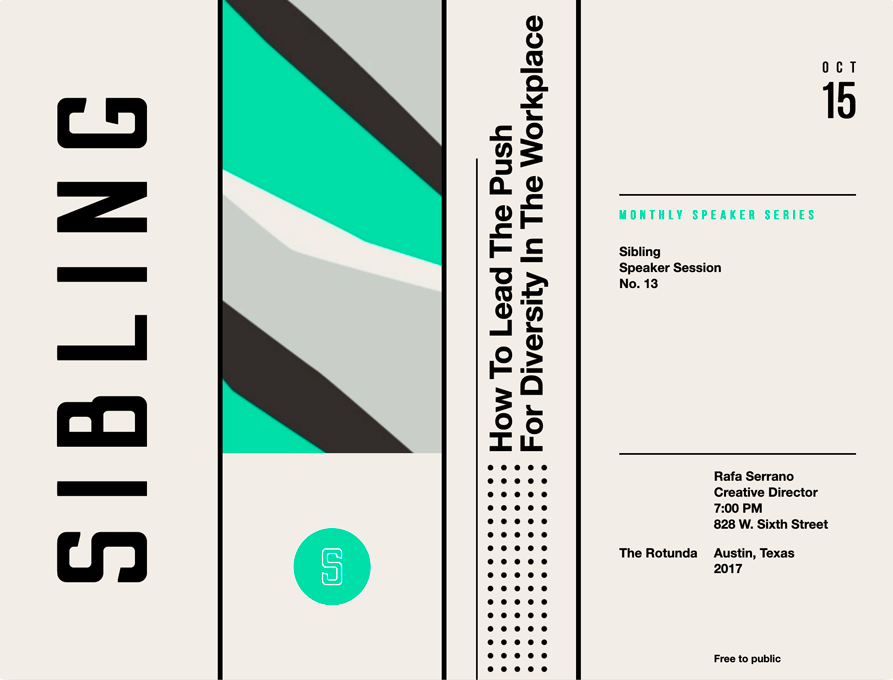 SIBLING
S
How To Lead The Push
For Diversity In The Workplace
OCT
15
MONTHLY SPEAKER SERIES
Sibling
Speaker Session
No. 13
Rafa Serrano
Creative Director
7:00 PM
828 W. Sixth Street
The Rotunda Austin, Texas
2017
Free to public